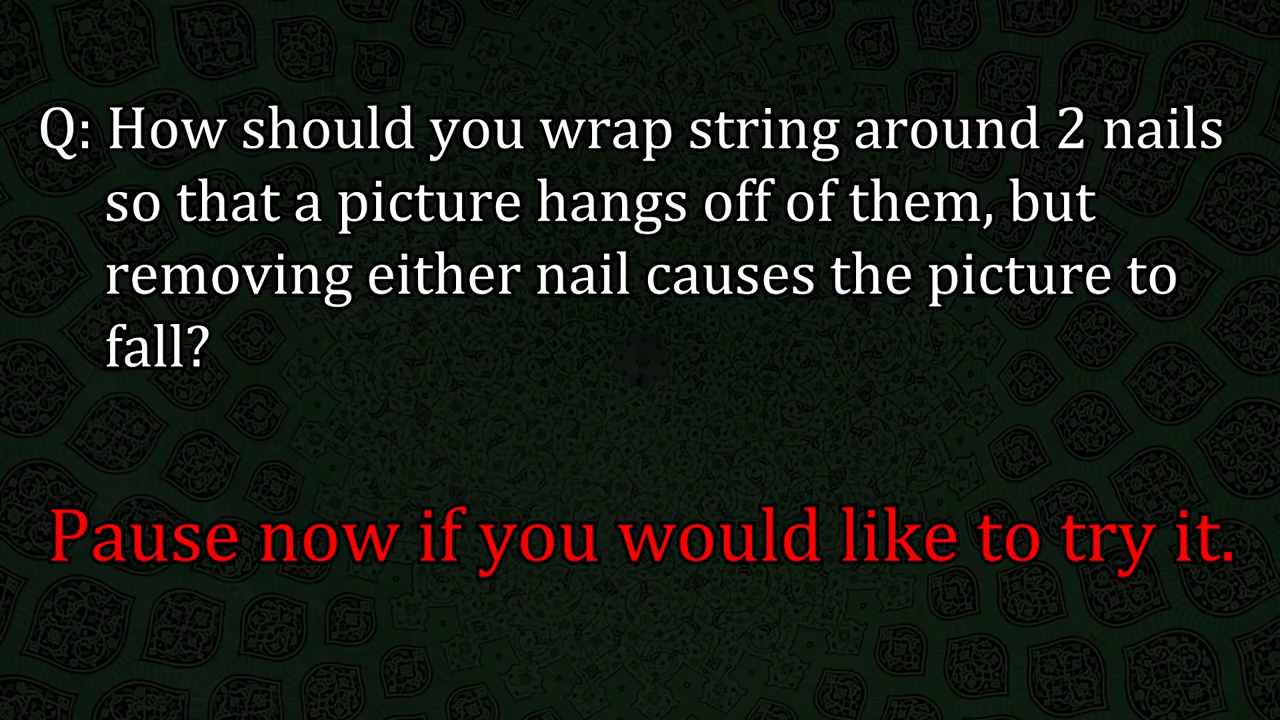 Q: How should you wrap string around 2 nails
so that a picture hangs off of them, but
removing either nail causes the picture to
fall?
Pause now if you would like to try it.